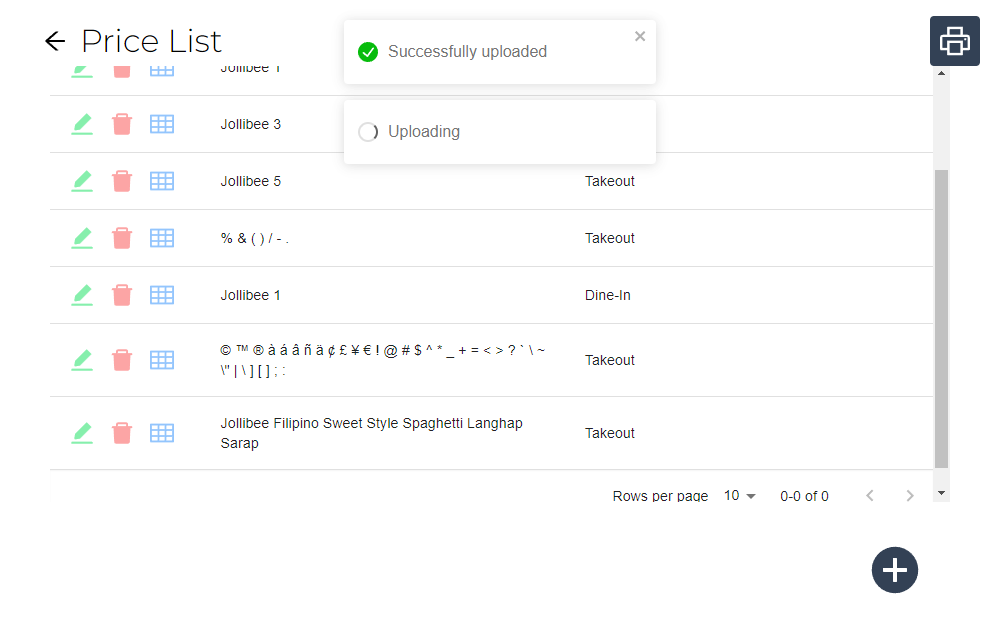 Price List
Successfully uploaded
Uploading
Jollibee 1
Jollibee 3
Jollibee 5 Takeout
% & ( ) / - . Takeout
Jollibee 1 Dine-In
© ™ ® à á â ñ ä ¢ £ ¥ € ! @ # $ ^ * _ + = < > ? ` \ ~
\" | \ ] [ ] ; :
Takeout
Jollibee Filipino Sweet Style Spaghetti Langhap
Sarap
Takeout
Rows per page 10 0-0 of 0